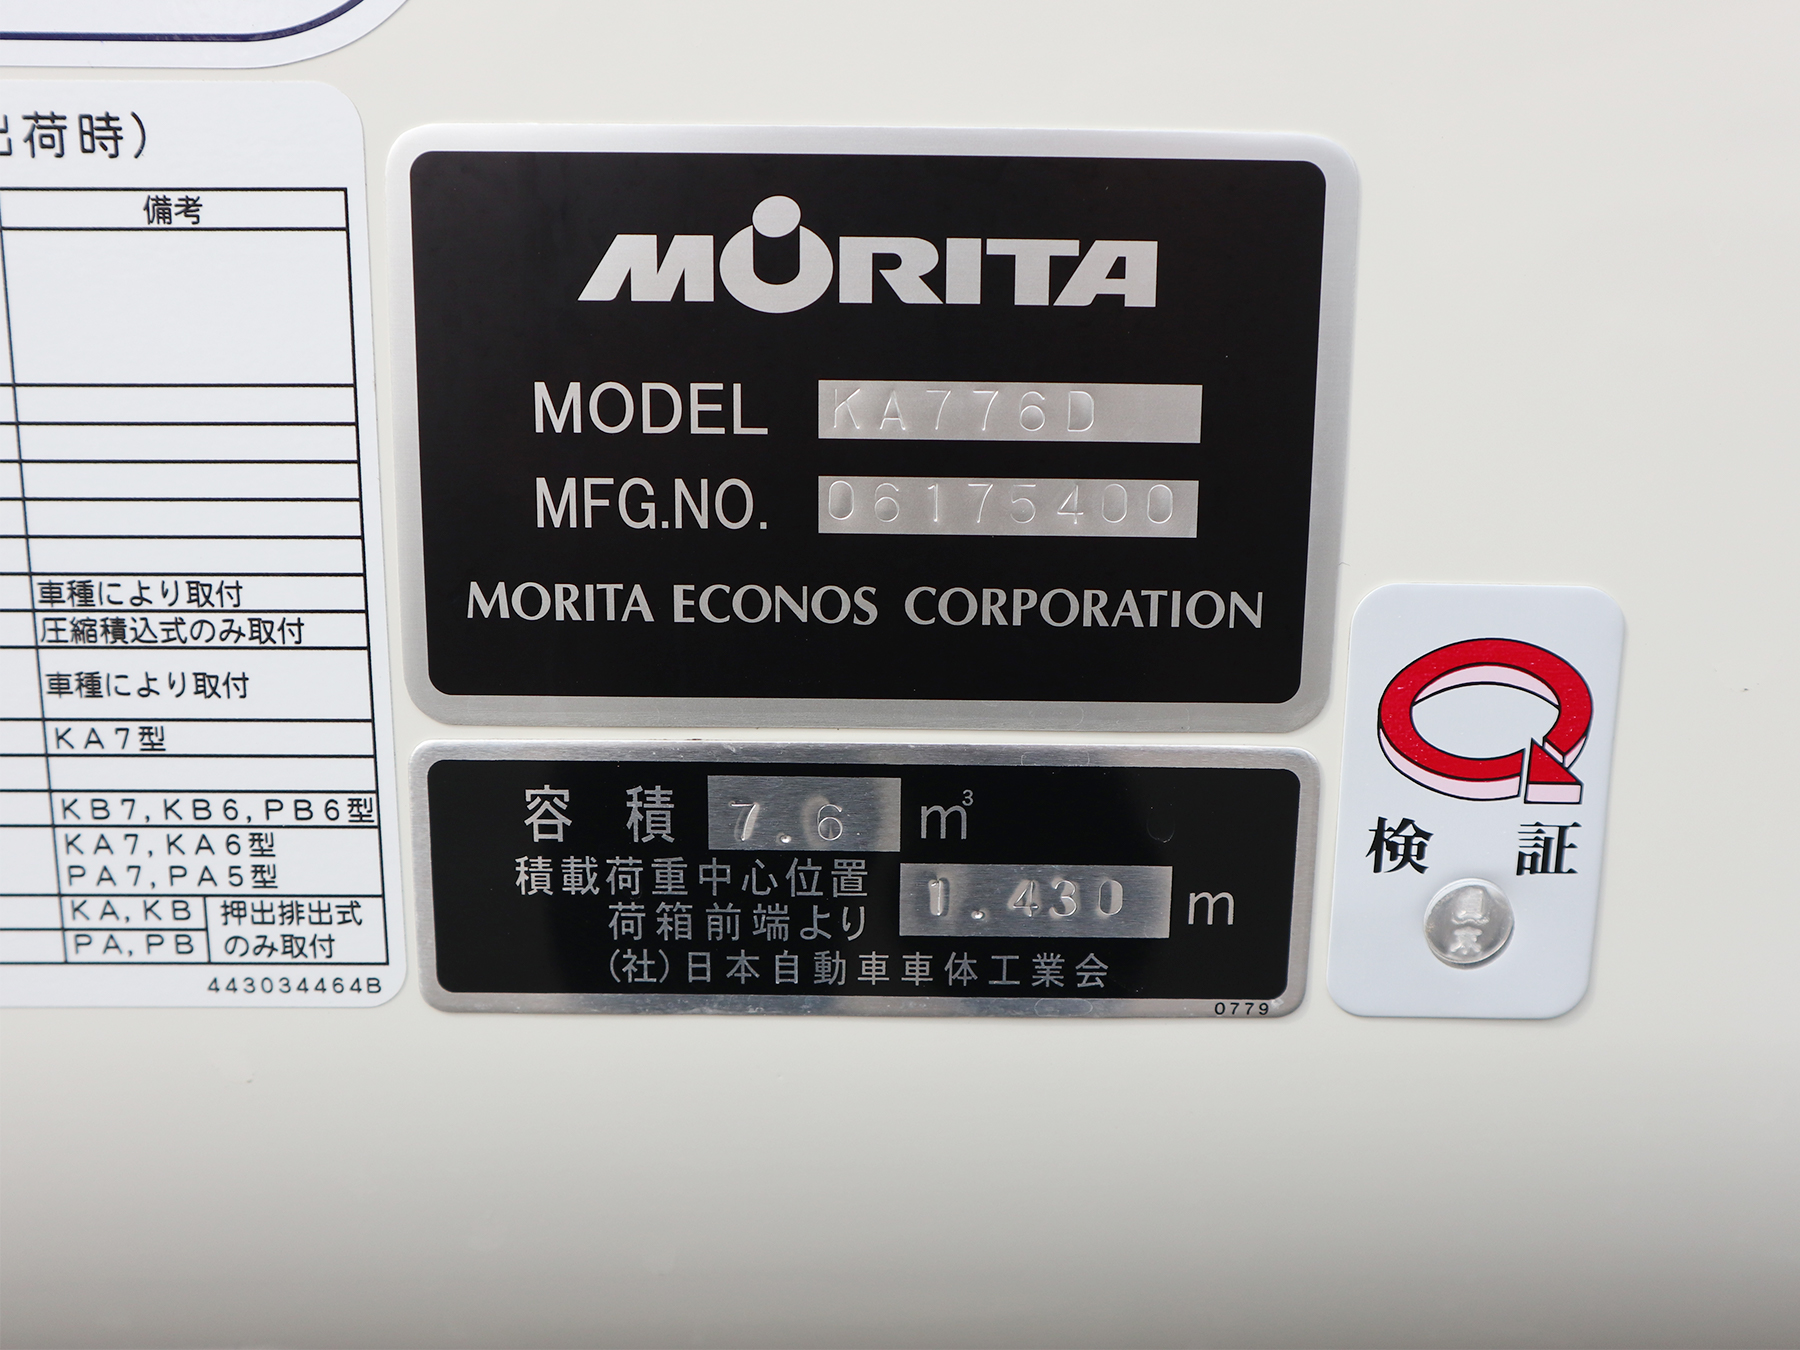 出荷時)
備考
車種により取付
圧縮積込式のみ取付
車種により取付
KA7型
KB7,KB6,PB6型
KA7,KA6型
PA7,PA5型
KA,KB
PA,PB
押出排出式
のみ取付
443034464B
MORITA
MODEL KA776D
MFG.NO. 06175400
MORITA ECONOS CORPORATION
容積 7.6 m³
積載荷重中心位置
荷箱前端より 1.430 m
(社)日本自動車車体工業会
0779
検証